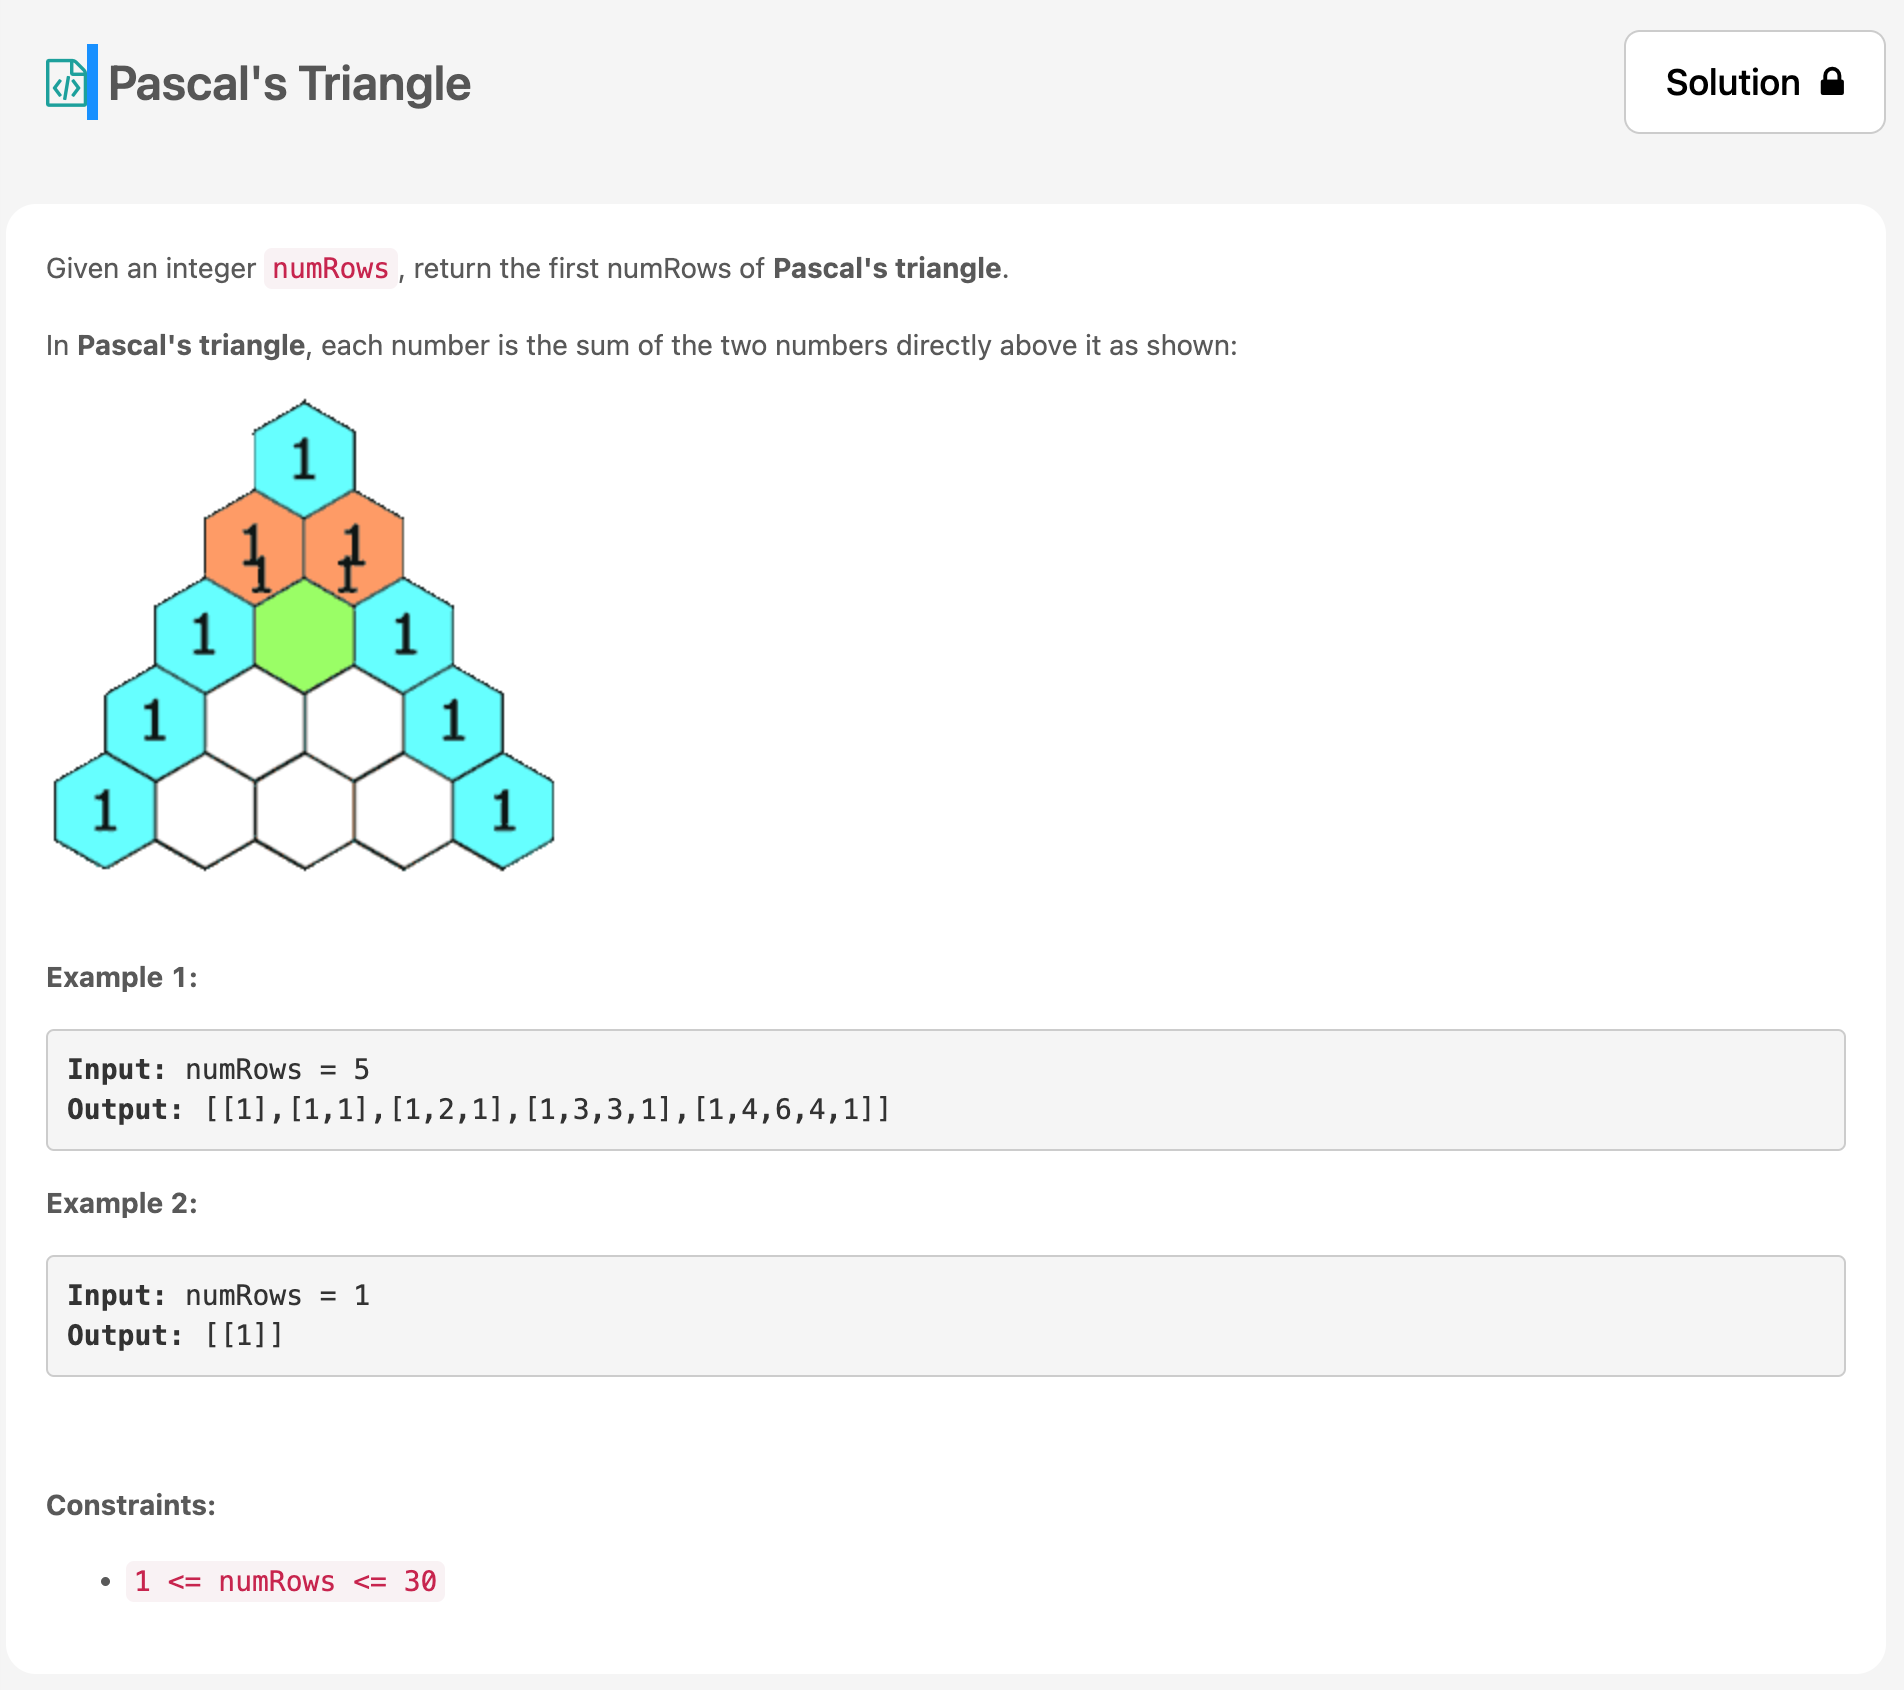 Pascal's Triangle
Solution
Given an integer numRows, return the first numRows of Pascal's triangle.
In Pascal's triangle, each number is the sum of the two numbers directly above it as shown:
1
1 1
1 1
1 1
1 1
1 1
Example 1:
Input: numRows = 5
Output: [[1],[1,1],[1,2,1],[1,3,3,1],[1,4,6,4,1]]
Example 2:
Input: numRows = 1
Output: [[1]]
Constraints:
• 1 <= numRows <= 30